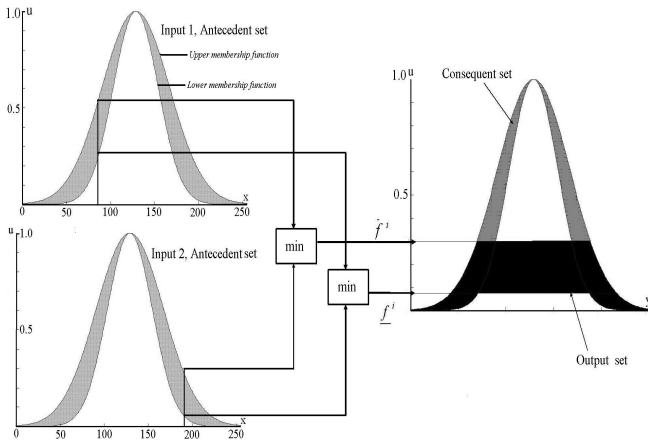 1.0 u
Input 1, Antecedent set
Upper membership function
Lower membership function
0.5
x
0 50 100 150 200 250
u 1.0
Input 2, Antecedent set
0.5
x
0 50 100 150 200 250
min
min
f i
f i
1.0 u
Consequent set
0.5
y
Output set